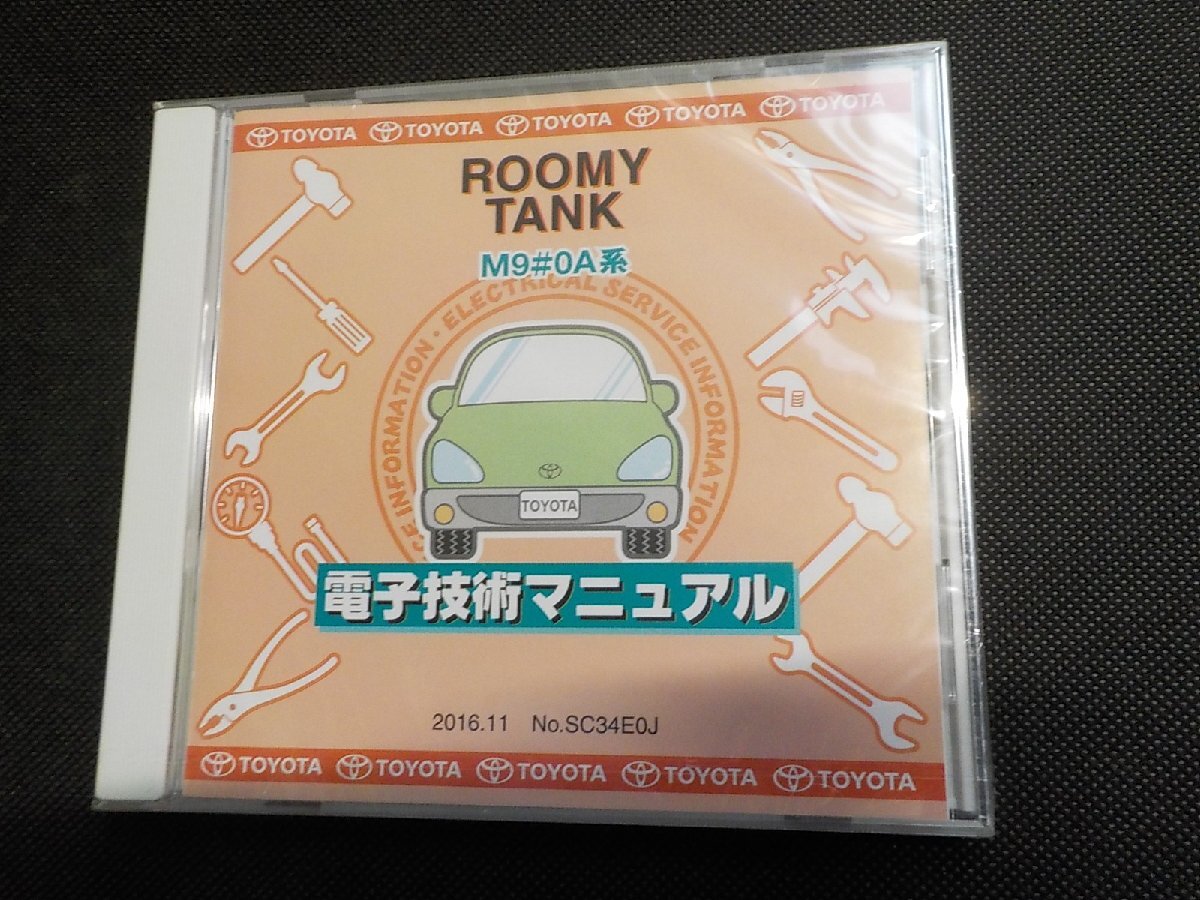 TOYOTA TOYOTA TOYOTA TOYOTA TOYOTA
ROOMY
TANK
M9#0A系
CE INFORMATION・ELECTRICAL SERVICE INFORMATION
TOYOTA
電子技術マニュアル
2016.11 No.SC34E0J
TOYOTA TOYOTA TOYOTA TOYOTA TOYOTA